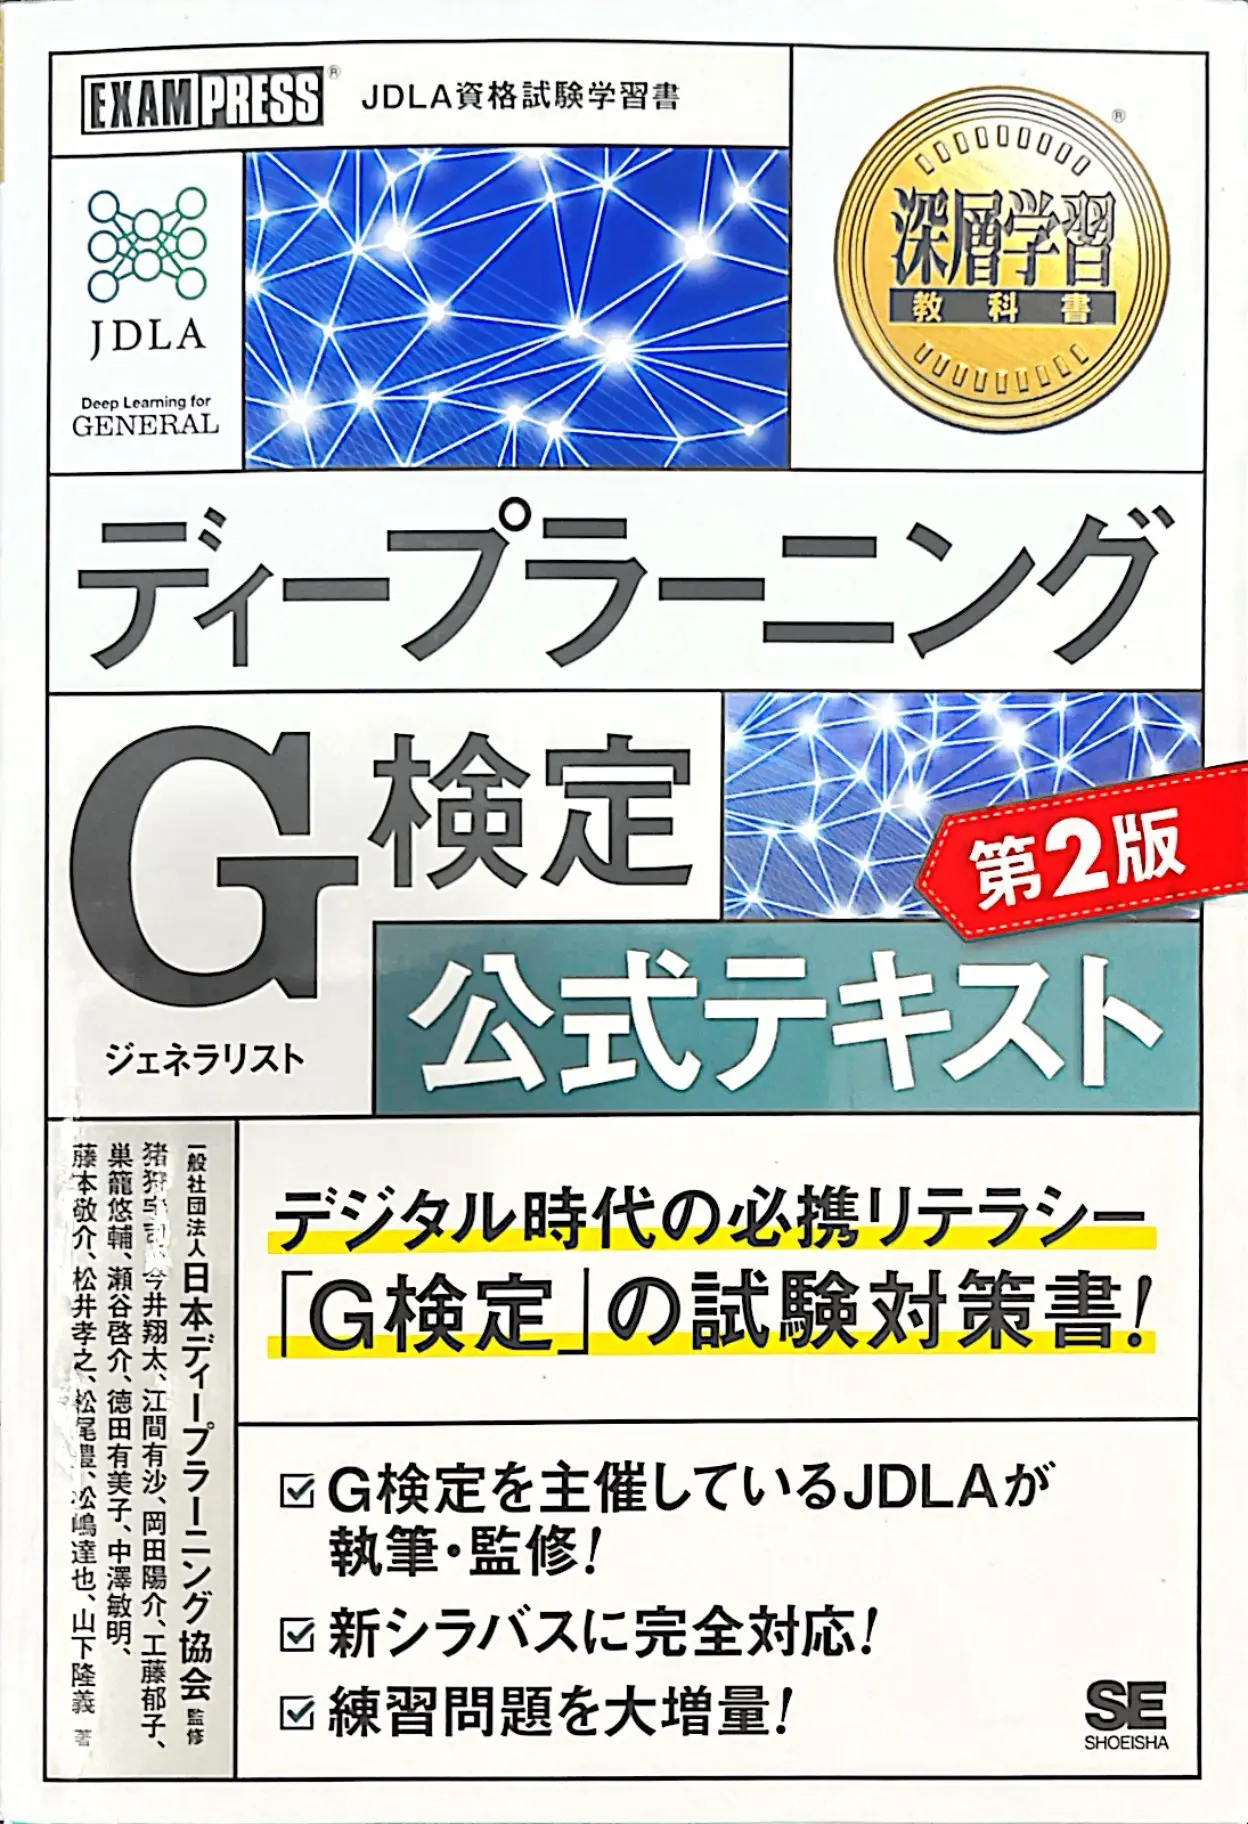 EXAMPRESS®
JDLA資格試験学習書
JDLA
Deep Learning for
GENERAL
深層学習®
教科書
ディープラーニング
G検定
ジェネラリスト
第2版
公式テキスト
一般社団法人日本ディープラーニング協会 監修
猪狩宇司、今井翔太、江間有沙、岡田陽介、工藤郁子、
巣籠悠輔、瀬谷啓介、徳田有美子、中澤敏明、
藤本敬介、松井孝之、松尾豊、松嶋達也、山下隆義 著
デジタル時代の必携リテラシー
「G検定」の試験対策書!
G検定を主催しているJDLAが
執筆・監修!
新シラバスに完全対応!
練習問題を大増量!
SE
SHOEISHA